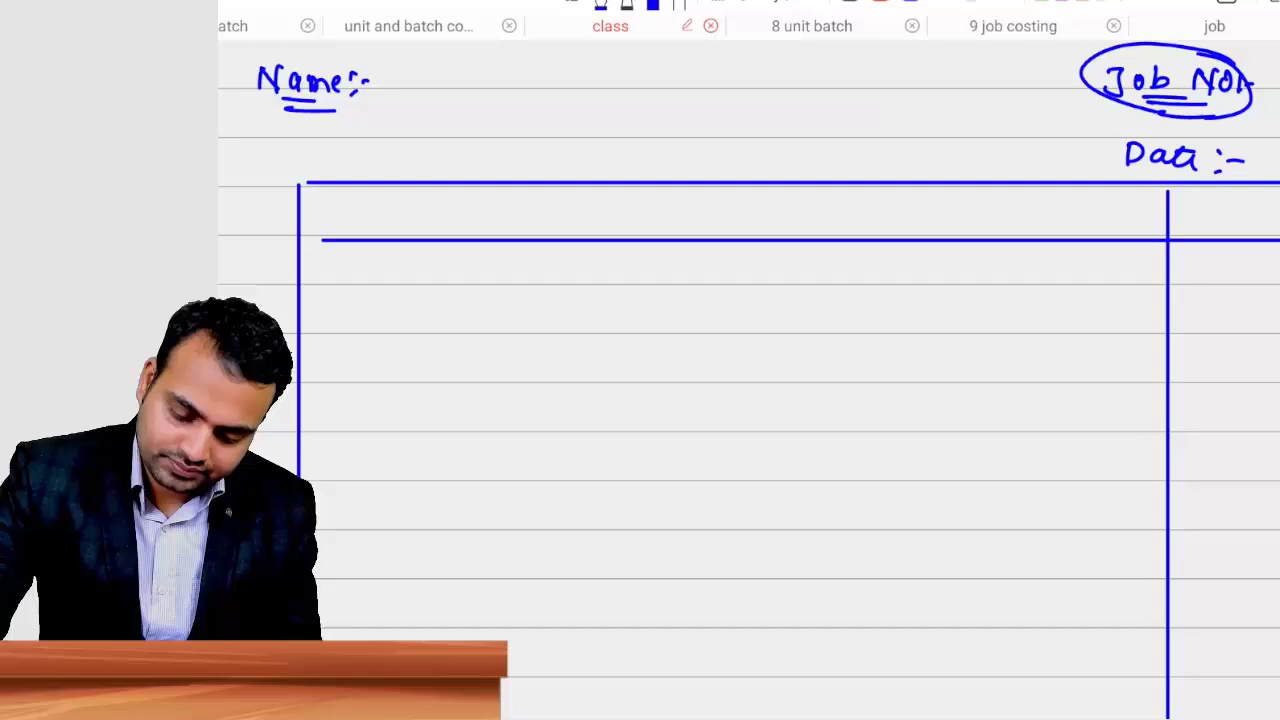 atch unit and batch co... class 8 unit batch 9 job costing job
Name:- Job NO:-
Date :-